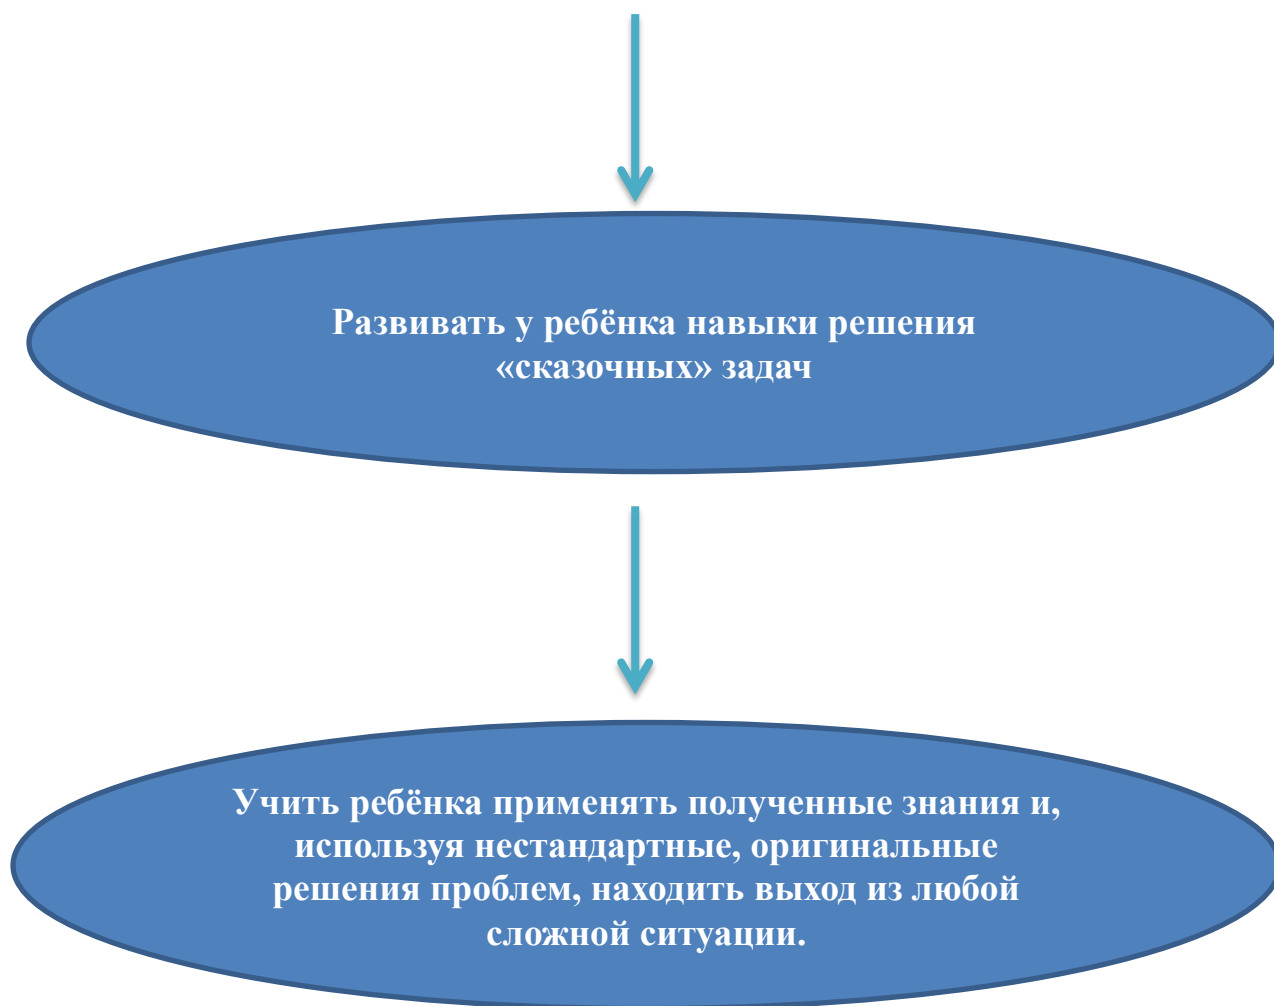 Развивать у ребёнка навыки решения
«сказочных» задач
Учить ребёнка применять полученные знания и,
используя нестандартные, оригинальные
решения проблем, находить выход из любой
сложной ситуации.